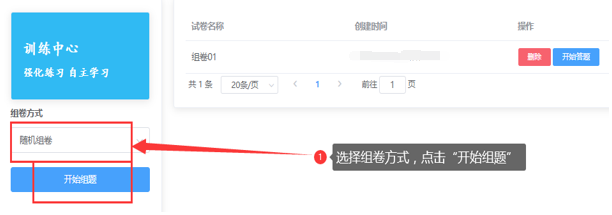 训练中心
强化练习 自主学习
组卷方式
随机组卷
开始组题
试卷名称 创建时间 操作
组卷01 删除 开始答题
共 1 条 20条/页 1 前往 1 页
1 选择组卷方式，点击“开始组题”